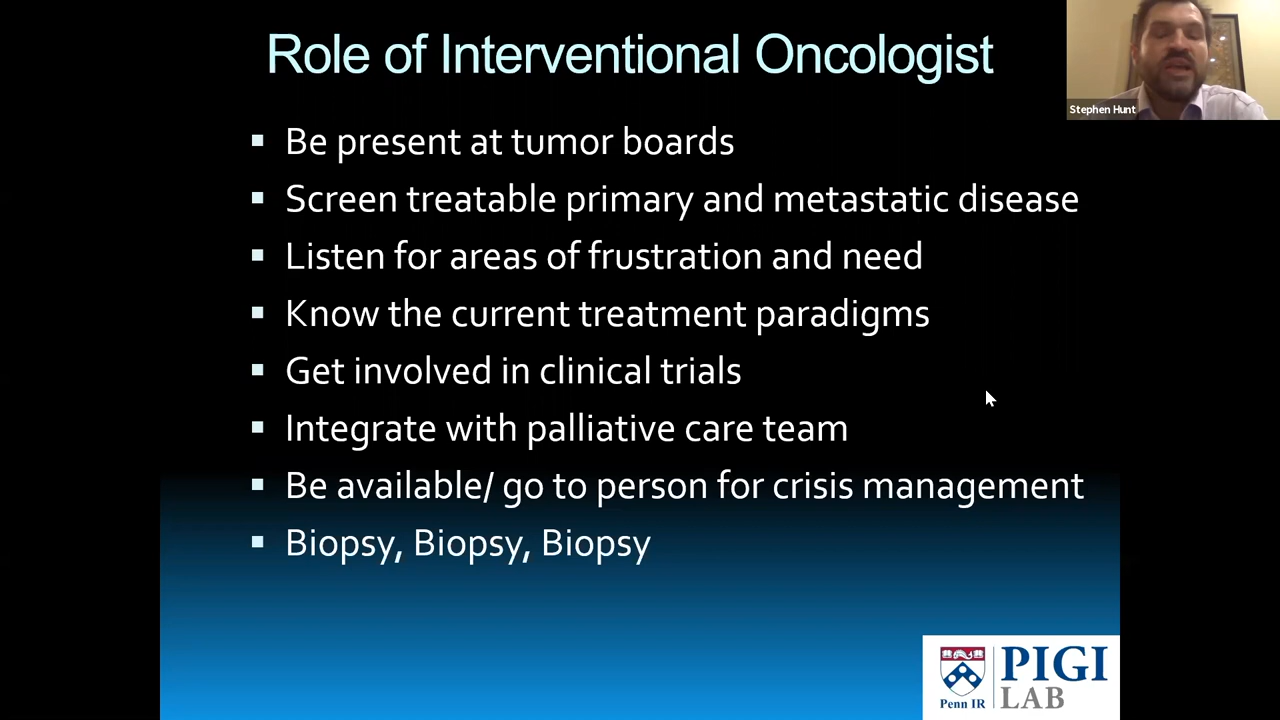 Role of Interventional Oncologist
Stephen Hunt
Be present at tumor boards
Screen treatable primary and metastatic disease
Listen for areas of frustration and need
Know the current treatment paradigms
Get involved in clinical trials
Integrate with palliative care team
Be available/ go to person for crisis management
Biopsy, Biopsy, Biopsy
Penn IR
PIGI
LAB